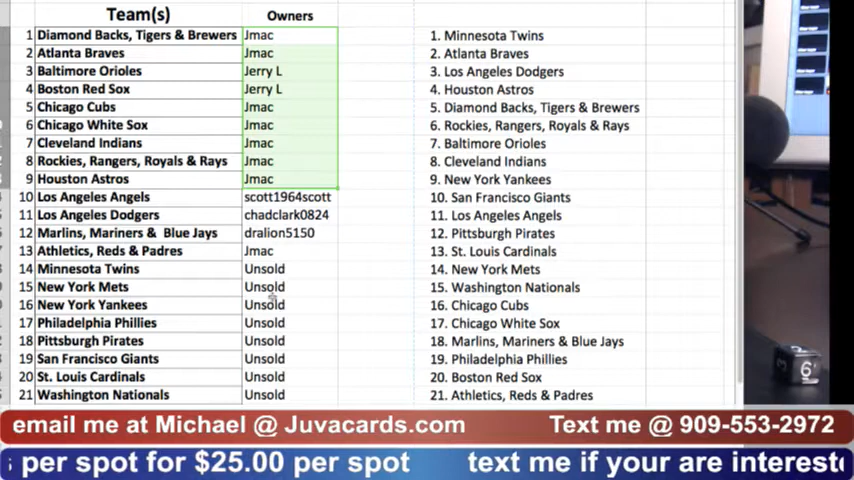 Team(s) Owners
1 Diamond Backs, Tigers & Brewers Jmac
2 Atlanta Braves Jmac
3 Baltimore Orioles Jerry L
4 Boston Red Sox Jerry L
5 Chicago Cubs Jmac
6 Chicago White Sox Jmac
7 Cleveland Indians Jmac
8 Rockies, Rangers, Royals & Rays Jmac
9 Houston Astros Jmac
10 Los Angeles Angels scott1964scott
11 Los Angeles Dodgers chadclark0824
12 Marlins, Mariners & Blue Jays dralion5150
13 Athletics, Reds & Padres Jmac
14 Minnesota Twins Unsold
15 New York Mets Unsold
16 New York Yankees Unsold
17 Philadelphia Phillies Unsold
18 Pittsburgh Pirates Unsold
19 San Francisco Giants Unsold
20 St. Louis Cardinals Unsold
21 Washington Nationals Unsold
1. Minnesota Twins
2. Atlanta Braves
3. Los Angeles Dodgers
4. Houston Astros
5. Diamond Backs, Tigers & Brewers
6. Rockies, Rangers, Royals & Rays
7. Baltimore Orioles
8. Cleveland Indians
9. New York Yankees
10. San Francisco Giants
11. Los Angeles Angels
12. Pittsburgh Pirates
13. St. Louis Cardinals
14. New York Mets
15. Washington Nationals
16. Chicago Cubs
17. Chicago White Sox
18. Marlins, Mariners & Blue Jays
19. Philadelphia Phillies
20. Boston Red Sox
21. Athletics, Reds & Padres
6
email me at Michael @ Juvacards.com Text me @ 909-553-2972
per spot for $25.00 per spot text me if your are intereste